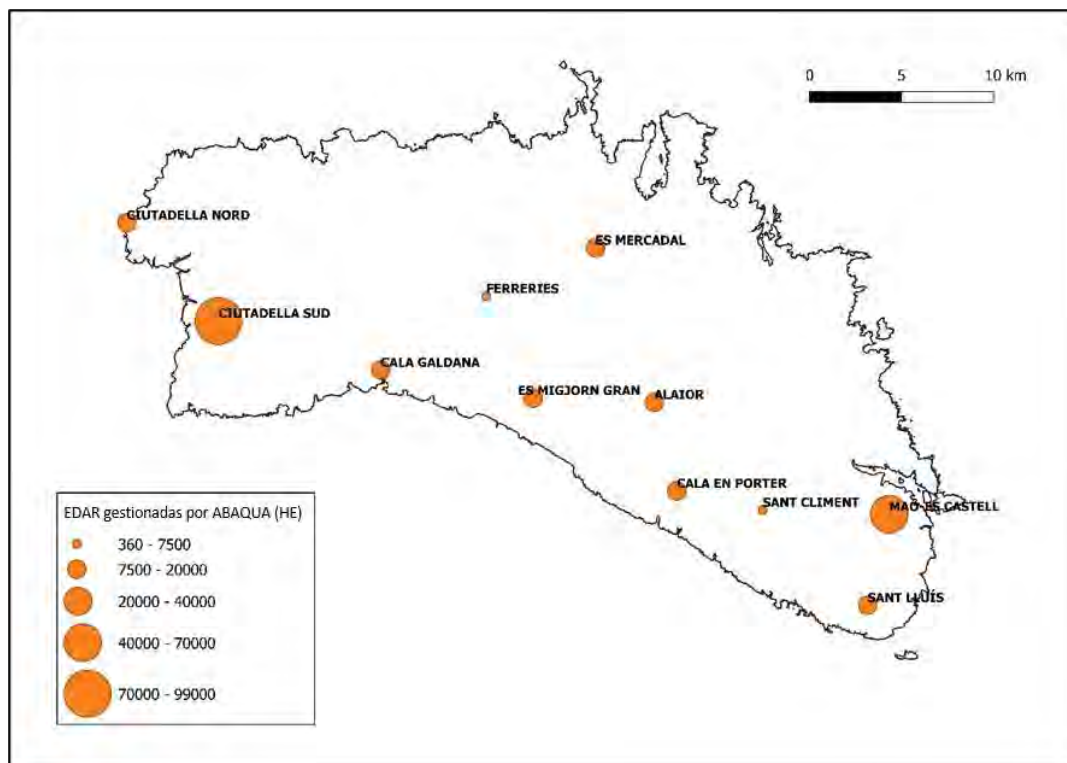 0 5 10 km
CIUTADELLA NORD
ES MERCADAL
FERRERIES
CIUTADELLA SUD
CALA GALDANA
ES MIGJORN GRAN
ALAIOR
CALA EN PORTER
SANT CLIMENT
MAO-ES CASTELL
SANT LLUÍS
EDAR gestionadas por ABAQUA (HE)
360 - 7500
7500 - 20000
20000 - 40000
40000 - 70000
70000 - 99000